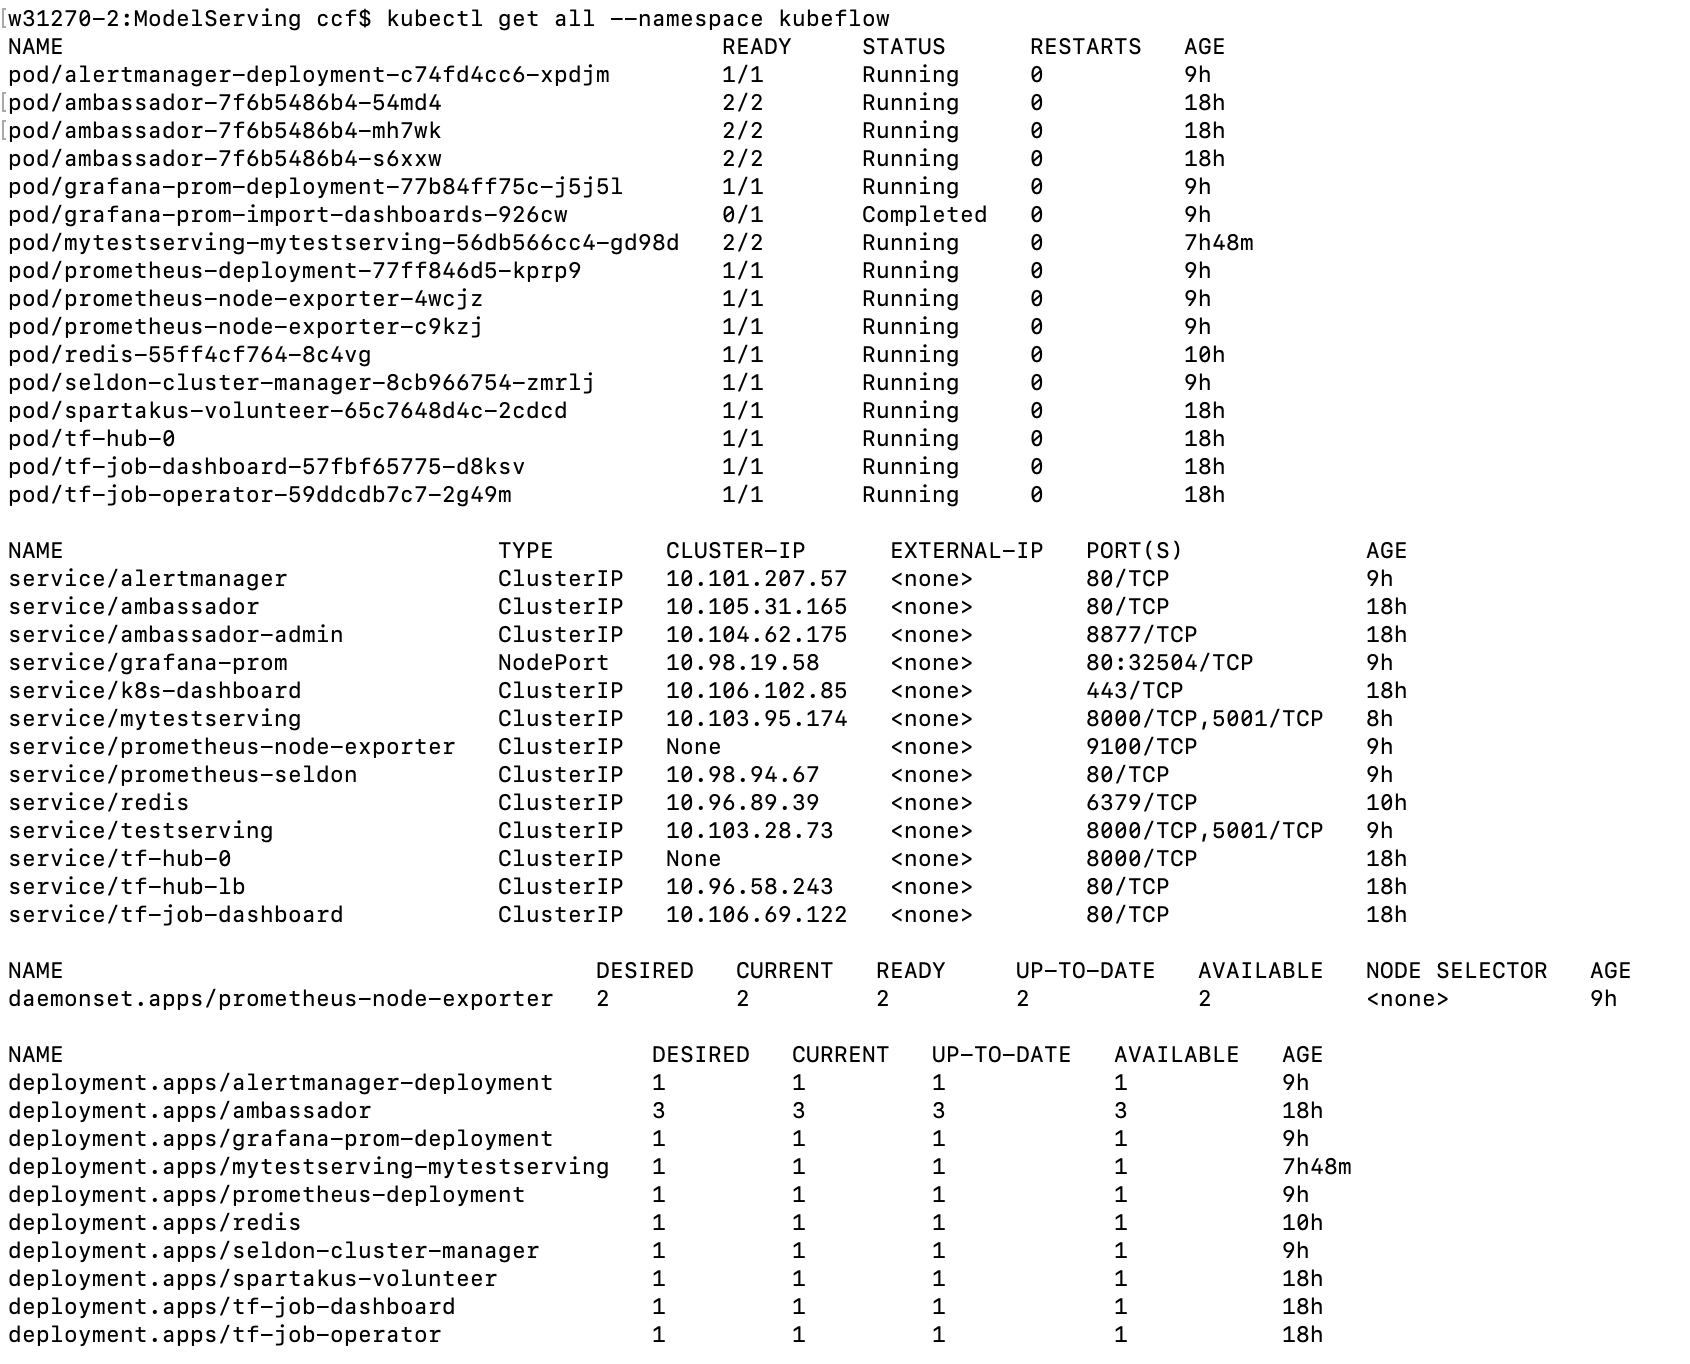 w31270-2:ModelServing ccf$ kubectl get all --namespace kubeflow
NAME READY STATUS RESTARTS AGE
pod/alertmanager-deployment-c74fd4cc6-xpdjm 1/1 Running 0 9h
pod/ambassador-7f6b5486b4-54md4 2/2 Running 0 18h
pod/ambassador-7f6b5486b4-mh7wk 2/2 Running 0 18h
pod/ambassador-7f6b5486b4-s6xxw 2/2 Running 0 18h
pod/grafana-prom-deployment-77b84ff75c-j5j5l 1/1 Running 0 9h
pod/grafana-prom-import-dashboards-926cw 0/1 Completed 0 9h
pod/mytestserving-mytestserving-56db566cc4-gd98d 2/2 Running 0 7h48m
pod/prometheus-deployment-77ff846d5-kprp9 1/1 Running 0 9h
pod/prometheus-node-exporter-4wcjz 1/1 Running 0 9h
pod/prometheus-node-exporter-c9kzj 1/1 Running 0 9h
pod/redis-55ff4cf764-8c4vg 1/1 Running 0 10h
pod/seldon-cluster-manager-8cb966754-zmrlj 1/1 Running 0 9h
pod/spartakus-volunteer-65c7648d4c-2cdcd 1/1 Running 0 18h
pod/tf-hub-0 1/1 Running 0 18h
pod/tf-job-dashboard-57fbf65775-d8ksv 1/1 Running 0 18h
pod/tf-job-operator-59ddcdb7c7-2g49m 1/1 Running 0 18h
NAME TYPE CLUSTER-IP EXTERNAL-IP PORT(S) AGE
service/alertmanager ClusterIP 10.101.207.57 <none> 80/TCP 9h
service/ambassador ClusterIP 10.105.31.165 <none> 80/TCP 18h
service/ambassador-admin ClusterIP 10.104.62.175 <none> 8877/TCP 18h
service/grafana-prom NodePort 10.98.19.58 <none> 80:32504/TCP 9h
service/k8s-dashboard ClusterIP 10.106.102.85 <none> 443/TCP 18h
service/mytestserving ClusterIP 10.103.95.174 <none> 8000/TCP,5001/TCP 8h
service/prometheus-node-exporter ClusterIP None <none> 9100/TCP 9h
service/prometheus-seldon ClusterIP 10.98.94.67 <none> 80/TCP 9h
service/redis ClusterIP 10.96.89.39 <none> 6379/TCP 10h
service/testserving ClusterIP 10.103.28.73 <none> 8000/TCP,5001/TCP 9h
service/tf-hub-0 ClusterIP None <none> 8000/TCP 18h
service/tf-hub-lb ClusterIP 10.96.58.243 <none> 80/TCP 18h
service/tf-job-dashboard ClusterIP 10.106.69.122 <none> 80/TCP 18h
NAME DESIRED CURRENT READY UP-TO-DATE AVAILABLE NODE SELECTOR AGE
daemonset.apps/prometheus-node-exporter 2 2 2 2 2 <none> 9h
NAME DESIRED CURRENT UP-TO-DATE AVAILABLE AGE
deployment.apps/alertmanager-deployment 1 1 1 1 9h
deployment.apps/ambassador 3 3 3 3 18h
deployment.apps/grafana-prom-deployment 1 1 1 1 9h
deployment.apps/mytestserving-mytestserving 1 1 1 1 7h48m
deployment.apps/prometheus-deployment 1 1 1 1 9h
deployment.apps/redis 1 1 1 1 10h
deployment.apps/seldon-cluster-manager 1 1 1 1 9h
deployment.apps/spartakus-volunteer 1 1 1 1 18h
deployment.apps/tf-job-dashboard 1 1 1 1 18h
deployment.apps/tf-job-operator 1 1 1 1 18h